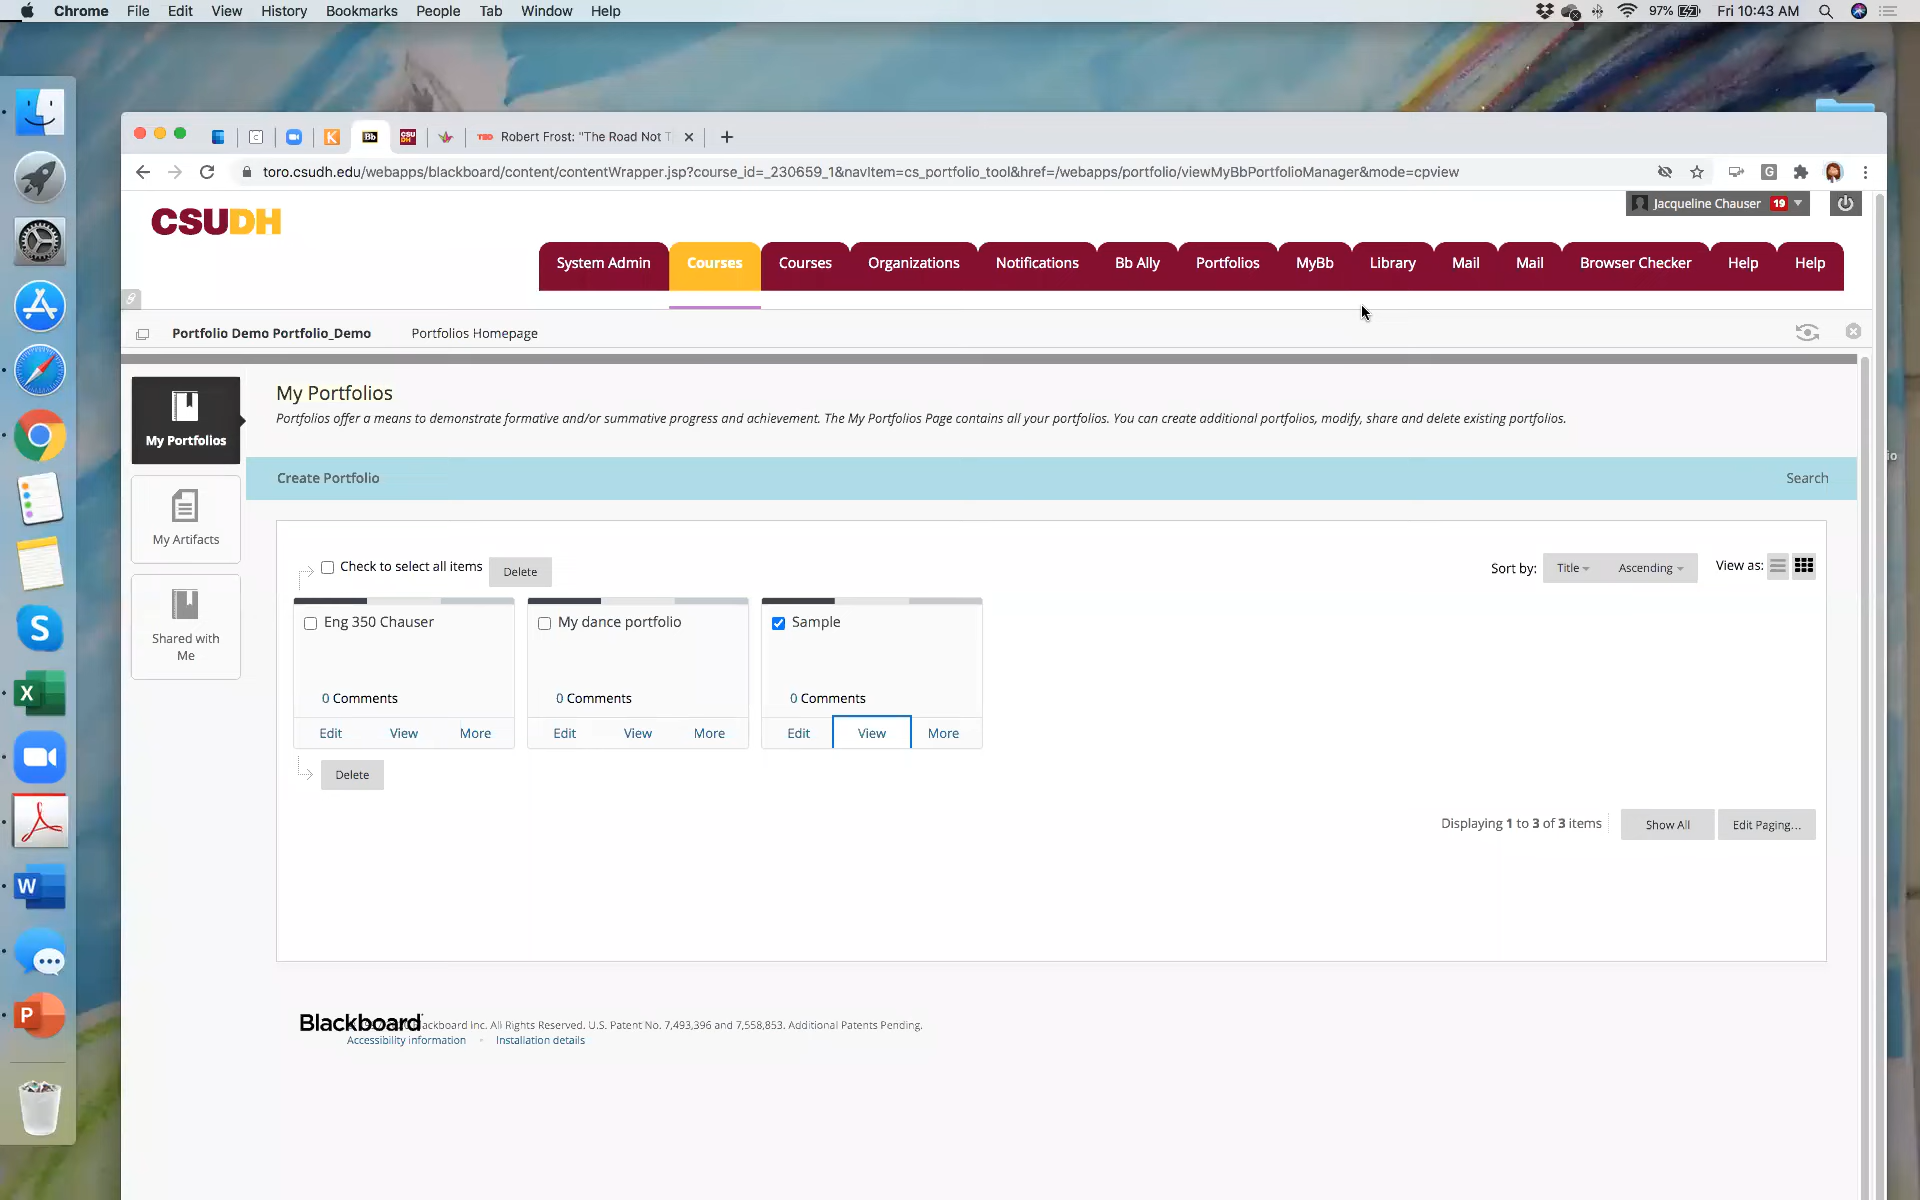 Chrome File Edit View History Bookmarks People Tab Window Help
97% Fri 10:43 AM
Robert Frost: "The Road Not T
toro.csudh.edu/webapps/blackboard/content/contentWrapper.jsp?course_id=_230659_1&navItem=cs_portfolio_tool&href=/webapps/portfolio/viewMyBbPortfolioManager&mode=cpview
CSUDH
Jacqueline Chauser 19
System Admin Courses Courses Organizations Notifications Bb Ally Portfolios MyBb Library Mail Mail Browser Checker Help Help
Portfolio Demo Portfolio_Demo Portfolios Homepage
My Portfolios
My Artifacts
Shared with
Me
My Portfolios
Portfolios offer a means to demonstrate formative and/or summative progress and achievement. The My Portfolios Page contains all your portfolios. You can create additional portfolios, modify, share and delete existing portfolios.
Create Portfolio Search
Check to select all items Delete
Sort by: Title Ascending View as:
Eng 350 Chauser My dance portfolio Sample
0 Comments 0 Comments 0 Comments
Edit View More Edit View More Edit View More
Delete
Displaying 1 to 3 of 3 items Show All Edit Paging...
Blackboard
Inc. All Rights Reserved. U.S. Patent No. 7,493,396 and 7,558,853. Additional Patents Pending.
Accessibility information • Installation details